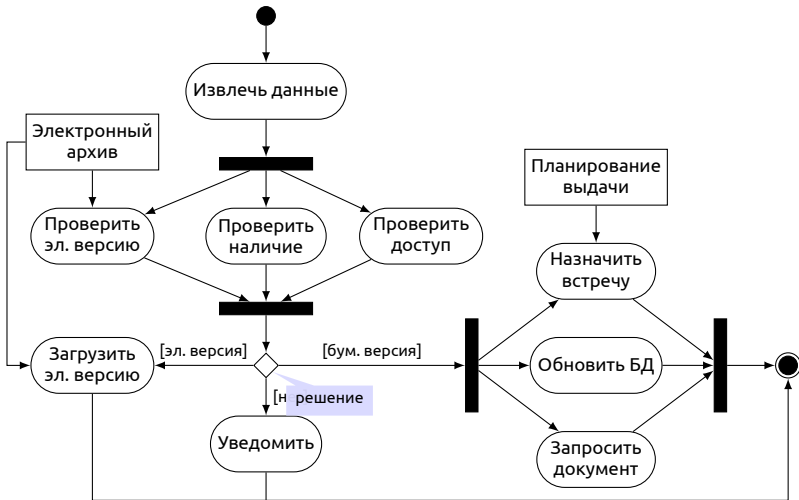 Извлечь данные
Электронный
архив
Планирование
выдачи
Проверить
эл. версию
Проверить
наличие
Проверить
доступ
Назначить
встречу
Загрузить
эл. версию
[эл. версия]
[бум. версия]
Обновить БД
решение
Уведомить
Запросить
документ